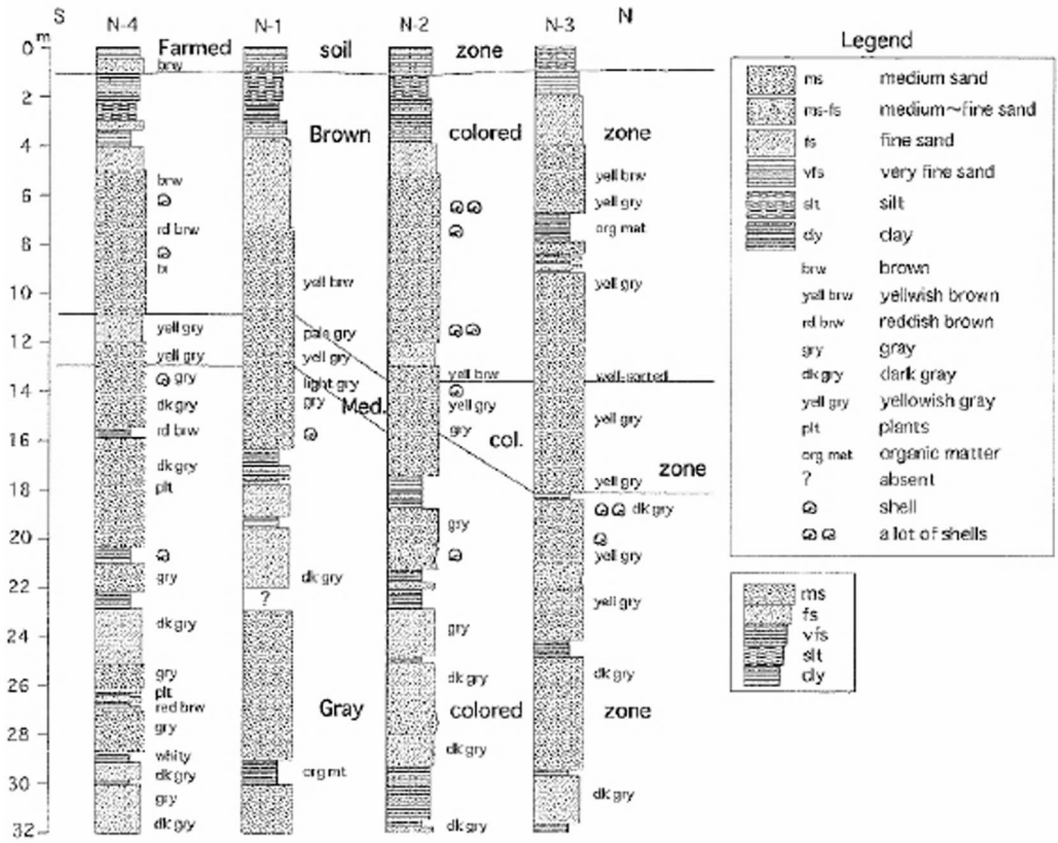 S N
N-4 N-1 N-2 N-3
m
0
2
4
6
8
10
12
14
16
18
20
22
24
26
28
30
32
Farmed soil zone
brw
Brown colored zone
brw
rd brw
yell gry
yell gry
gry
dk gry
rd brw
dk gry
plt
gry
dk gry
gry
plt
red brw
gry
whity
dk gry
gry
dk gry
yell brw
pale gry
yell gry
light gry
gry
Med. col. zone
dk gry
?
Gray colored zone
org mt
yell brw
yell gry
gry
gry
gry
dk gry
dk gry
dk gry
yell brw
yell gry
org mat
yell gry
well-sorted
yell gry
yell gry
dk gry
yell gry
yell gry
dk gry
dk gry
Legend
ms medium sand
ms-fs medium~fine sand
fs fine sand
vfs very fine sand
slt silt
cly clay
brw brown
yell brw yellwish brown
rd brw reddish brown
gry gray
dk gry dark gray
yell gry yellowish gray
plt plants
org mat organic matter
? absent
shell
a lot of shells
ms
fs
vfs
slt
cly